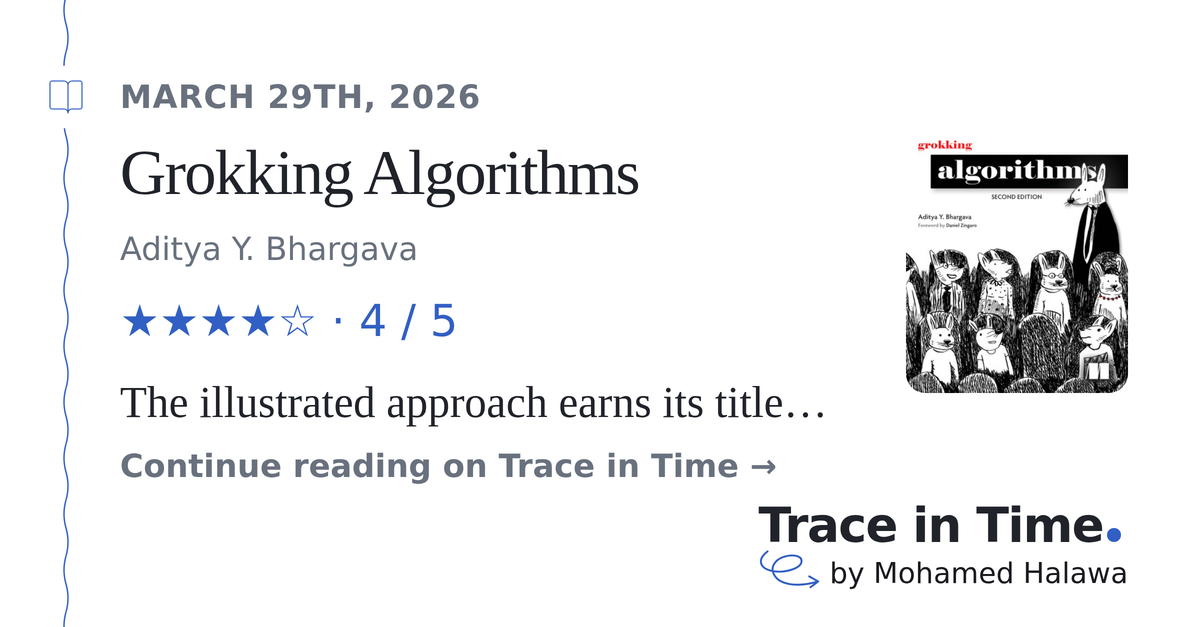 MARCH 29TH, 2026
Grokking Algorithms
Aditya Y. Bhargava
★★★★☆ · 4 / 5
The illustrated approach earns its title…
Continue reading on Trace in Time →
grokking
algorithms
SECOND EDITION
Aditya Y. Bhargava
Foreword by Daniel Zingaro
Trace in Time.
by Mohamed Halawa